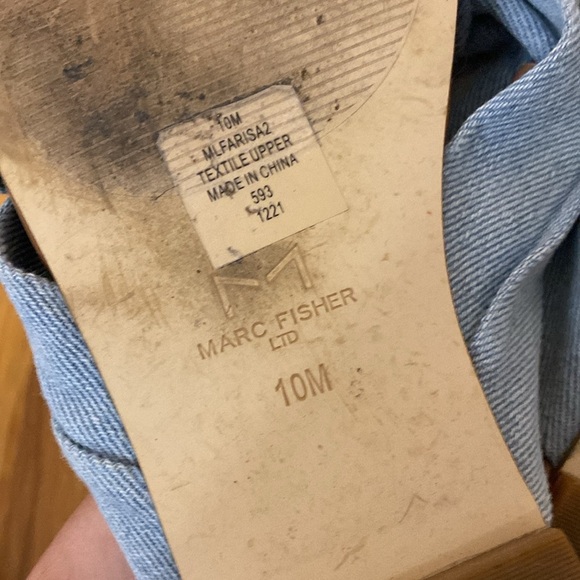 10M
MLFARISA2
TEXTILE UPPER
MADE IN CHINA
593
1221
MARC FISHER
LTD
10M